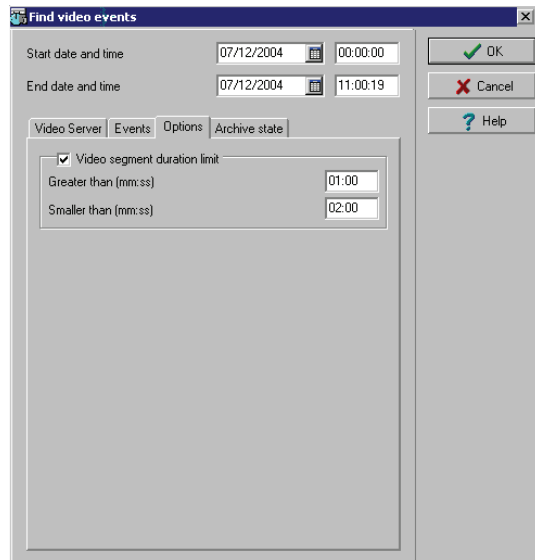 Find video events
Start date and time 07/12/2004 00:00:00
End date and time 07/12/2004 11:00:19
OK
Cancel
Help
Video Server Events Options Archive state
Video segment duration limit
Greater than (mm:ss) 01:00
Smaller than (mm:ss) 02:00